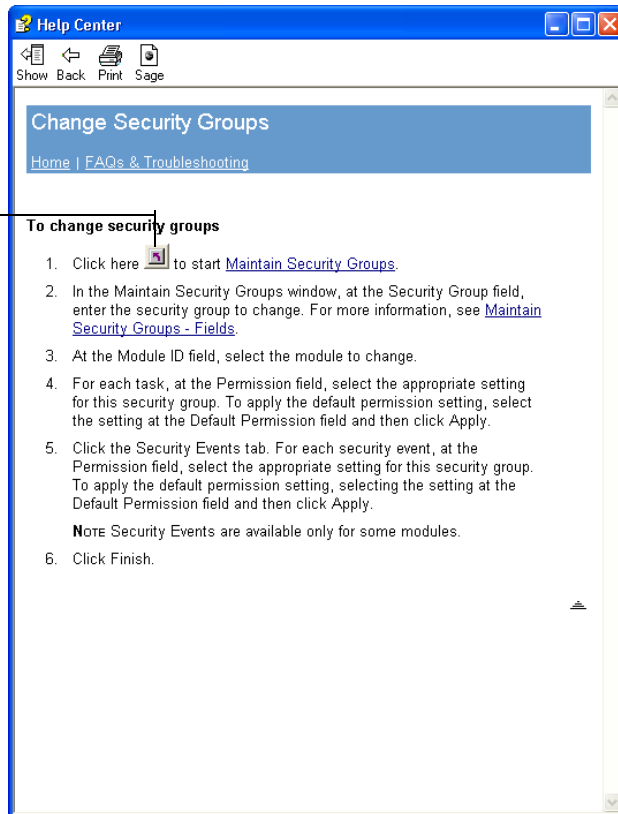 Help Center
Show Back Print Sage
Change Security Groups
Home | FAQs & Troubleshooting
To change security groups
1. Click here to start Maintain Security Groups.
2. In the Maintain Security Groups window, at the Security Group field,
enter the security group to change. For more information, see Maintain
Security Groups - Fields.
3. At the Module ID field, select the module to change.
4. For each task, at the Permission field, select the appropriate setting
for this security group. To apply the default permission setting, select
the setting at the Default Permission field and then click Apply.
5. Click the Security Events tab. For each security event, at the
Permission field, select the appropriate setting for this security group.
To apply the default permission setting, selecting the setting at the
Default Permission field and then click Apply.
NOTE Security Events are available only for some modules.
6. Click Finish.